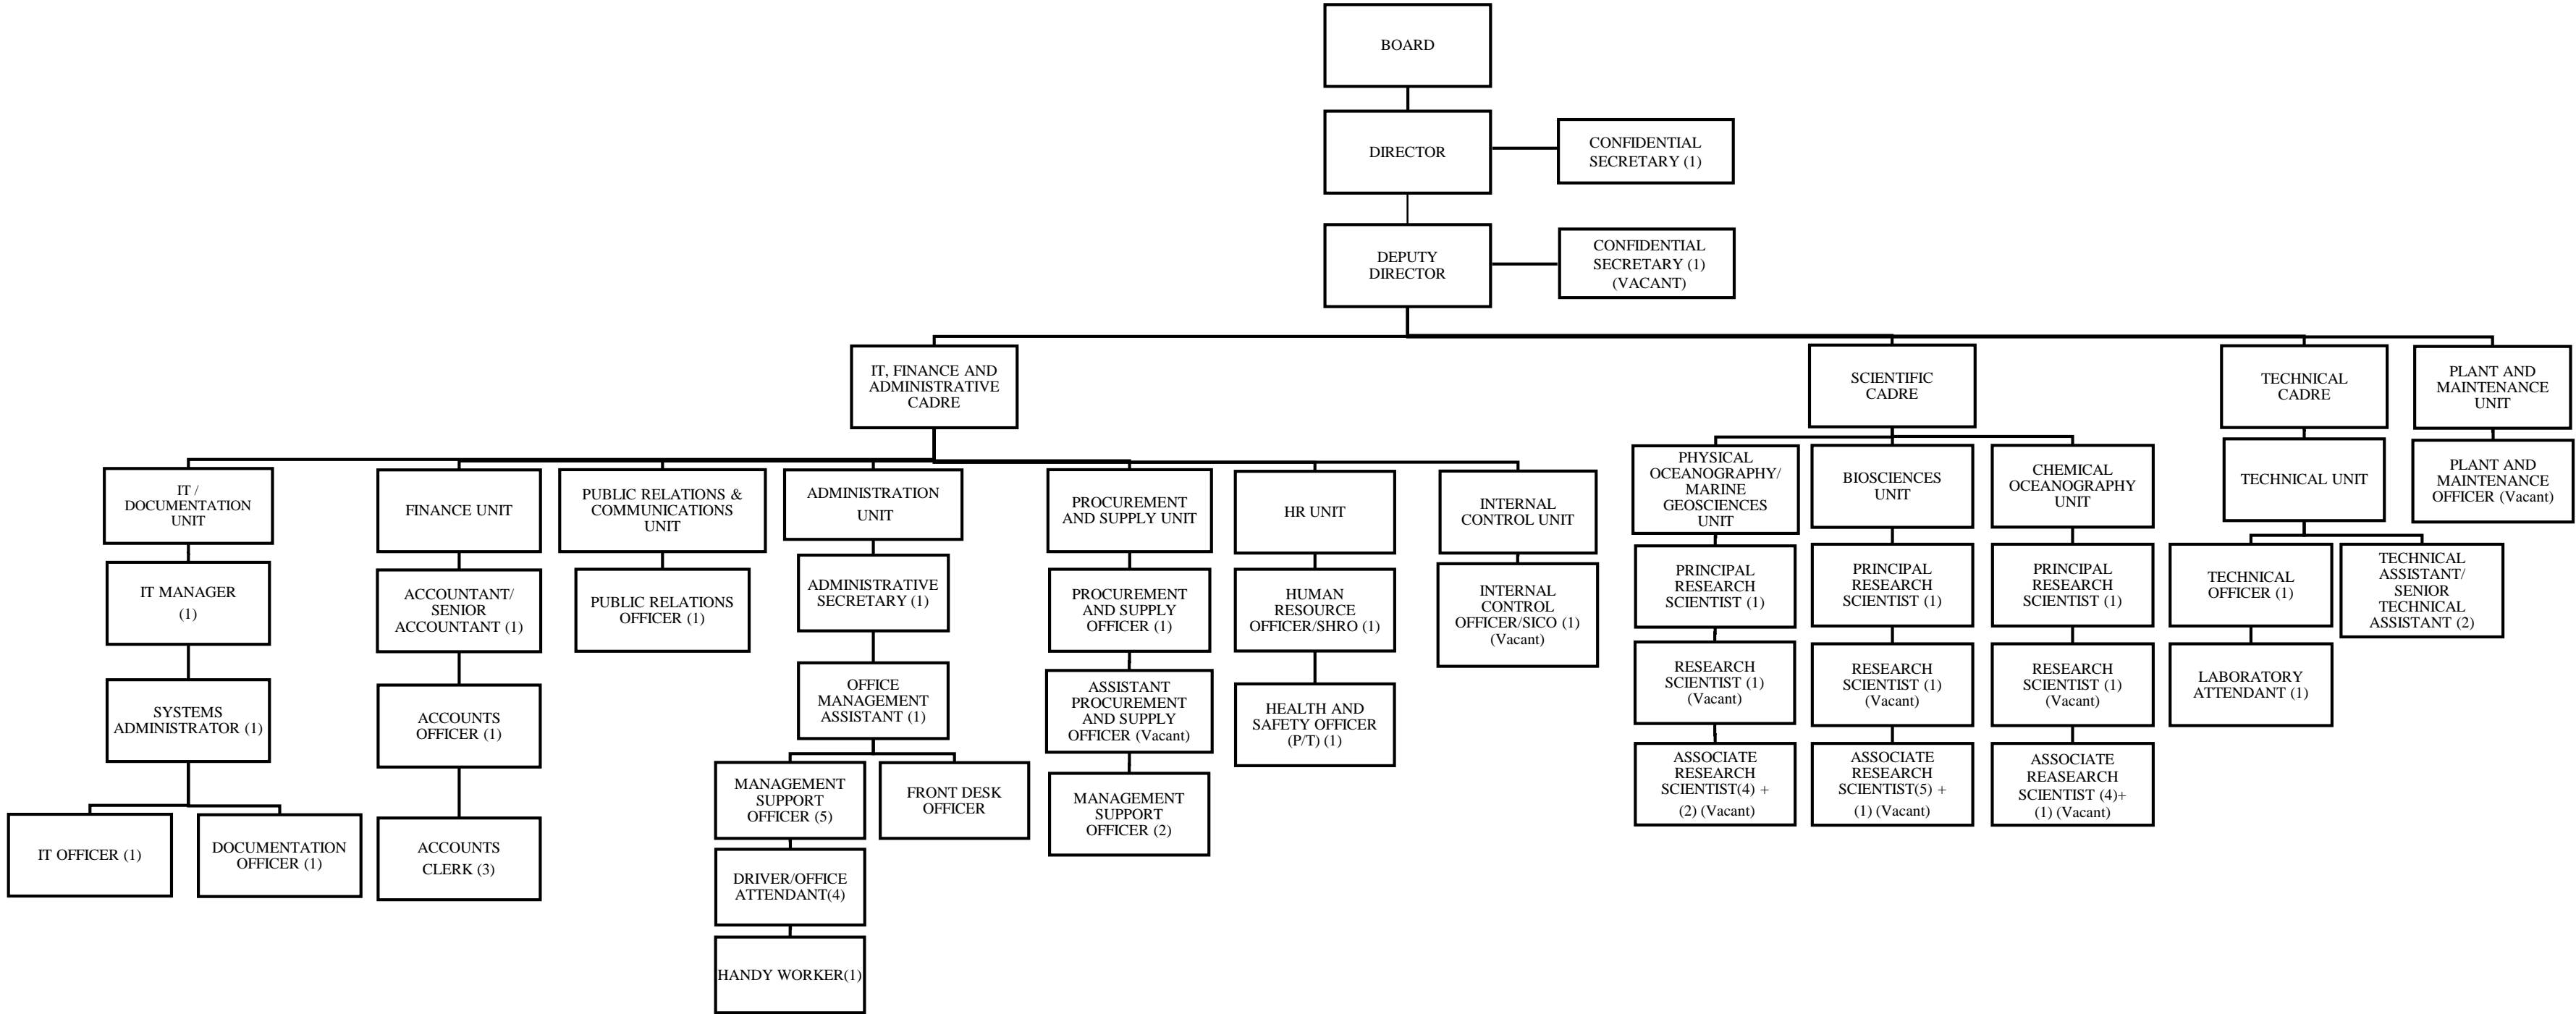 BOARD
DIRECTOR
CONFIDENTIAL
SECRETARY (1)
DEPUTY
DIRECTOR
CONFIDENTIAL
SECRETARY (1)
(VACANT)
IT, FINANCE AND
ADMINISTRATIVE
CADRE
SCIENTIFIC
CADRE
TECHNICAL
CADRE
PLANT AND
MAINTENANCE
UNIT
IT /
DOCUMENTATION
UNIT
FINANCE UNIT
PUBLIC RELATIONS &
COMMUNICATIONS
UNIT
ADMINISTRATION
UNIT
PROCUREMENT
AND SUPPLY UNIT
HR UNIT
INTERNAL
CONTROL UNIT
PHYSICAL
OCEANOGRAPHY/
MARINE
GEOSCIENCES
UNIT
BIOSCIENCES
UNIT
CHEMICAL
OCEANOGRAPHY
UNIT
TECHNICAL UNIT
PLANT AND
MAINTENANCE
OFFICER (Vacant)
IT MANAGER
(1)
ACCOUNTANT/
SENIOR
ACCOUNTANT (1)
PUBLIC RELATIONS
OFFICER (1)
ADMINISTRATIVE
SECRETARY (1)
PROCUREMENT
AND SUPPLY
OFFICER (1)
HUMAN
RESOURCE
OFFICER/SHRO (1)
INTERNAL
CONTROL
OFFICER/SICO (1)
(Vacant)
PRINCIPAL
RESEARCH
SCIENTIST (1)
PRINCIPAL
RESEARCH
SCIENTIST (1)
PRINCIPAL
RESEARCH
SCIENTIST (1)
TECHNICAL
OFFICER (1)
TECHNICAL
ASSISTANT/
SENIOR
TECHNICAL
ASSISTANT (2)
SYSTEMS
ADMINISTRATOR (1)
ACCOUNTS
OFFICER (1)
OFFICE
MANAGEMENT
ASSISTANT (1)
ASSISTANT
PROCUREMENT
AND SUPPLY
OFFICER (Vacant)
HEALTH AND
SAFETY OFFICER
(P/T) (1)
RESEARCH
SCIENTIST (1)
(Vacant)
RESEARCH
SCIENTIST (1)
(Vacant)
RESEARCH
SCIENTIST (1)
(Vacant)
LABORATORY
ATTENDANT (1)
IT OFFICER (1)
DOCUMENTATION
OFFICER (1)
ACCOUNTS
CLERK (3)
MANAGEMENT
SUPPORT
OFFICER (5)
FRONT DESK
OFFICER
MANAGEMENT
SUPPORT
OFFICER (2)
ASSOCIATE
RESEARCH
SCIENTIST(4) +
(2) (Vacant)
ASSOCIATE
RESEARCH
SCIENTIST(5) +
(1) (Vacant)
ASSOCIATE
REASEARCH
SCIENTIST (4)+
(1) (Vacant)
DRIVER/OFFICE
ATTENDANT(4)
HANDY WORKER(1)